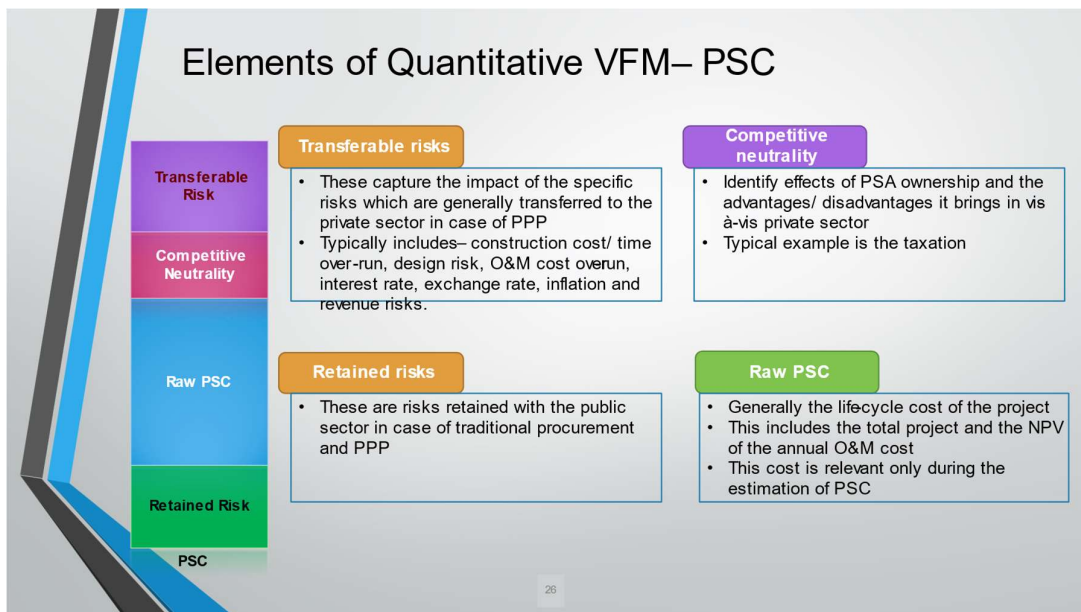 Elements of Quantitative VFM– PSC
Transferable
Risk
Competitive
Neutrality
Raw PSC
Retained Risk
PSC
Transferable risks
• These capture the impact of the specific
risks which are generally transferred to the
private sector in case of PPP
• Typically includes– construction cost/ time
over-run, design risk, O&M cost overrun,
interest rate, exchange rate, inflation and
revenue risks.
Competitive
neutrality
• Identify effects of PSA ownership and the
advantages/ disadvantages it brings in vis
à-vis private sector
• Typical example is the taxation
Retained risks
• These are risks retained with the public
sector in case of traditional procurement
and PPP
Raw PSC
• Generally the life-cycle cost of the project
• This includes the total project and the NPV
of the annual O&M cost
• This cost is relevant only during the
estimation of PSC
26